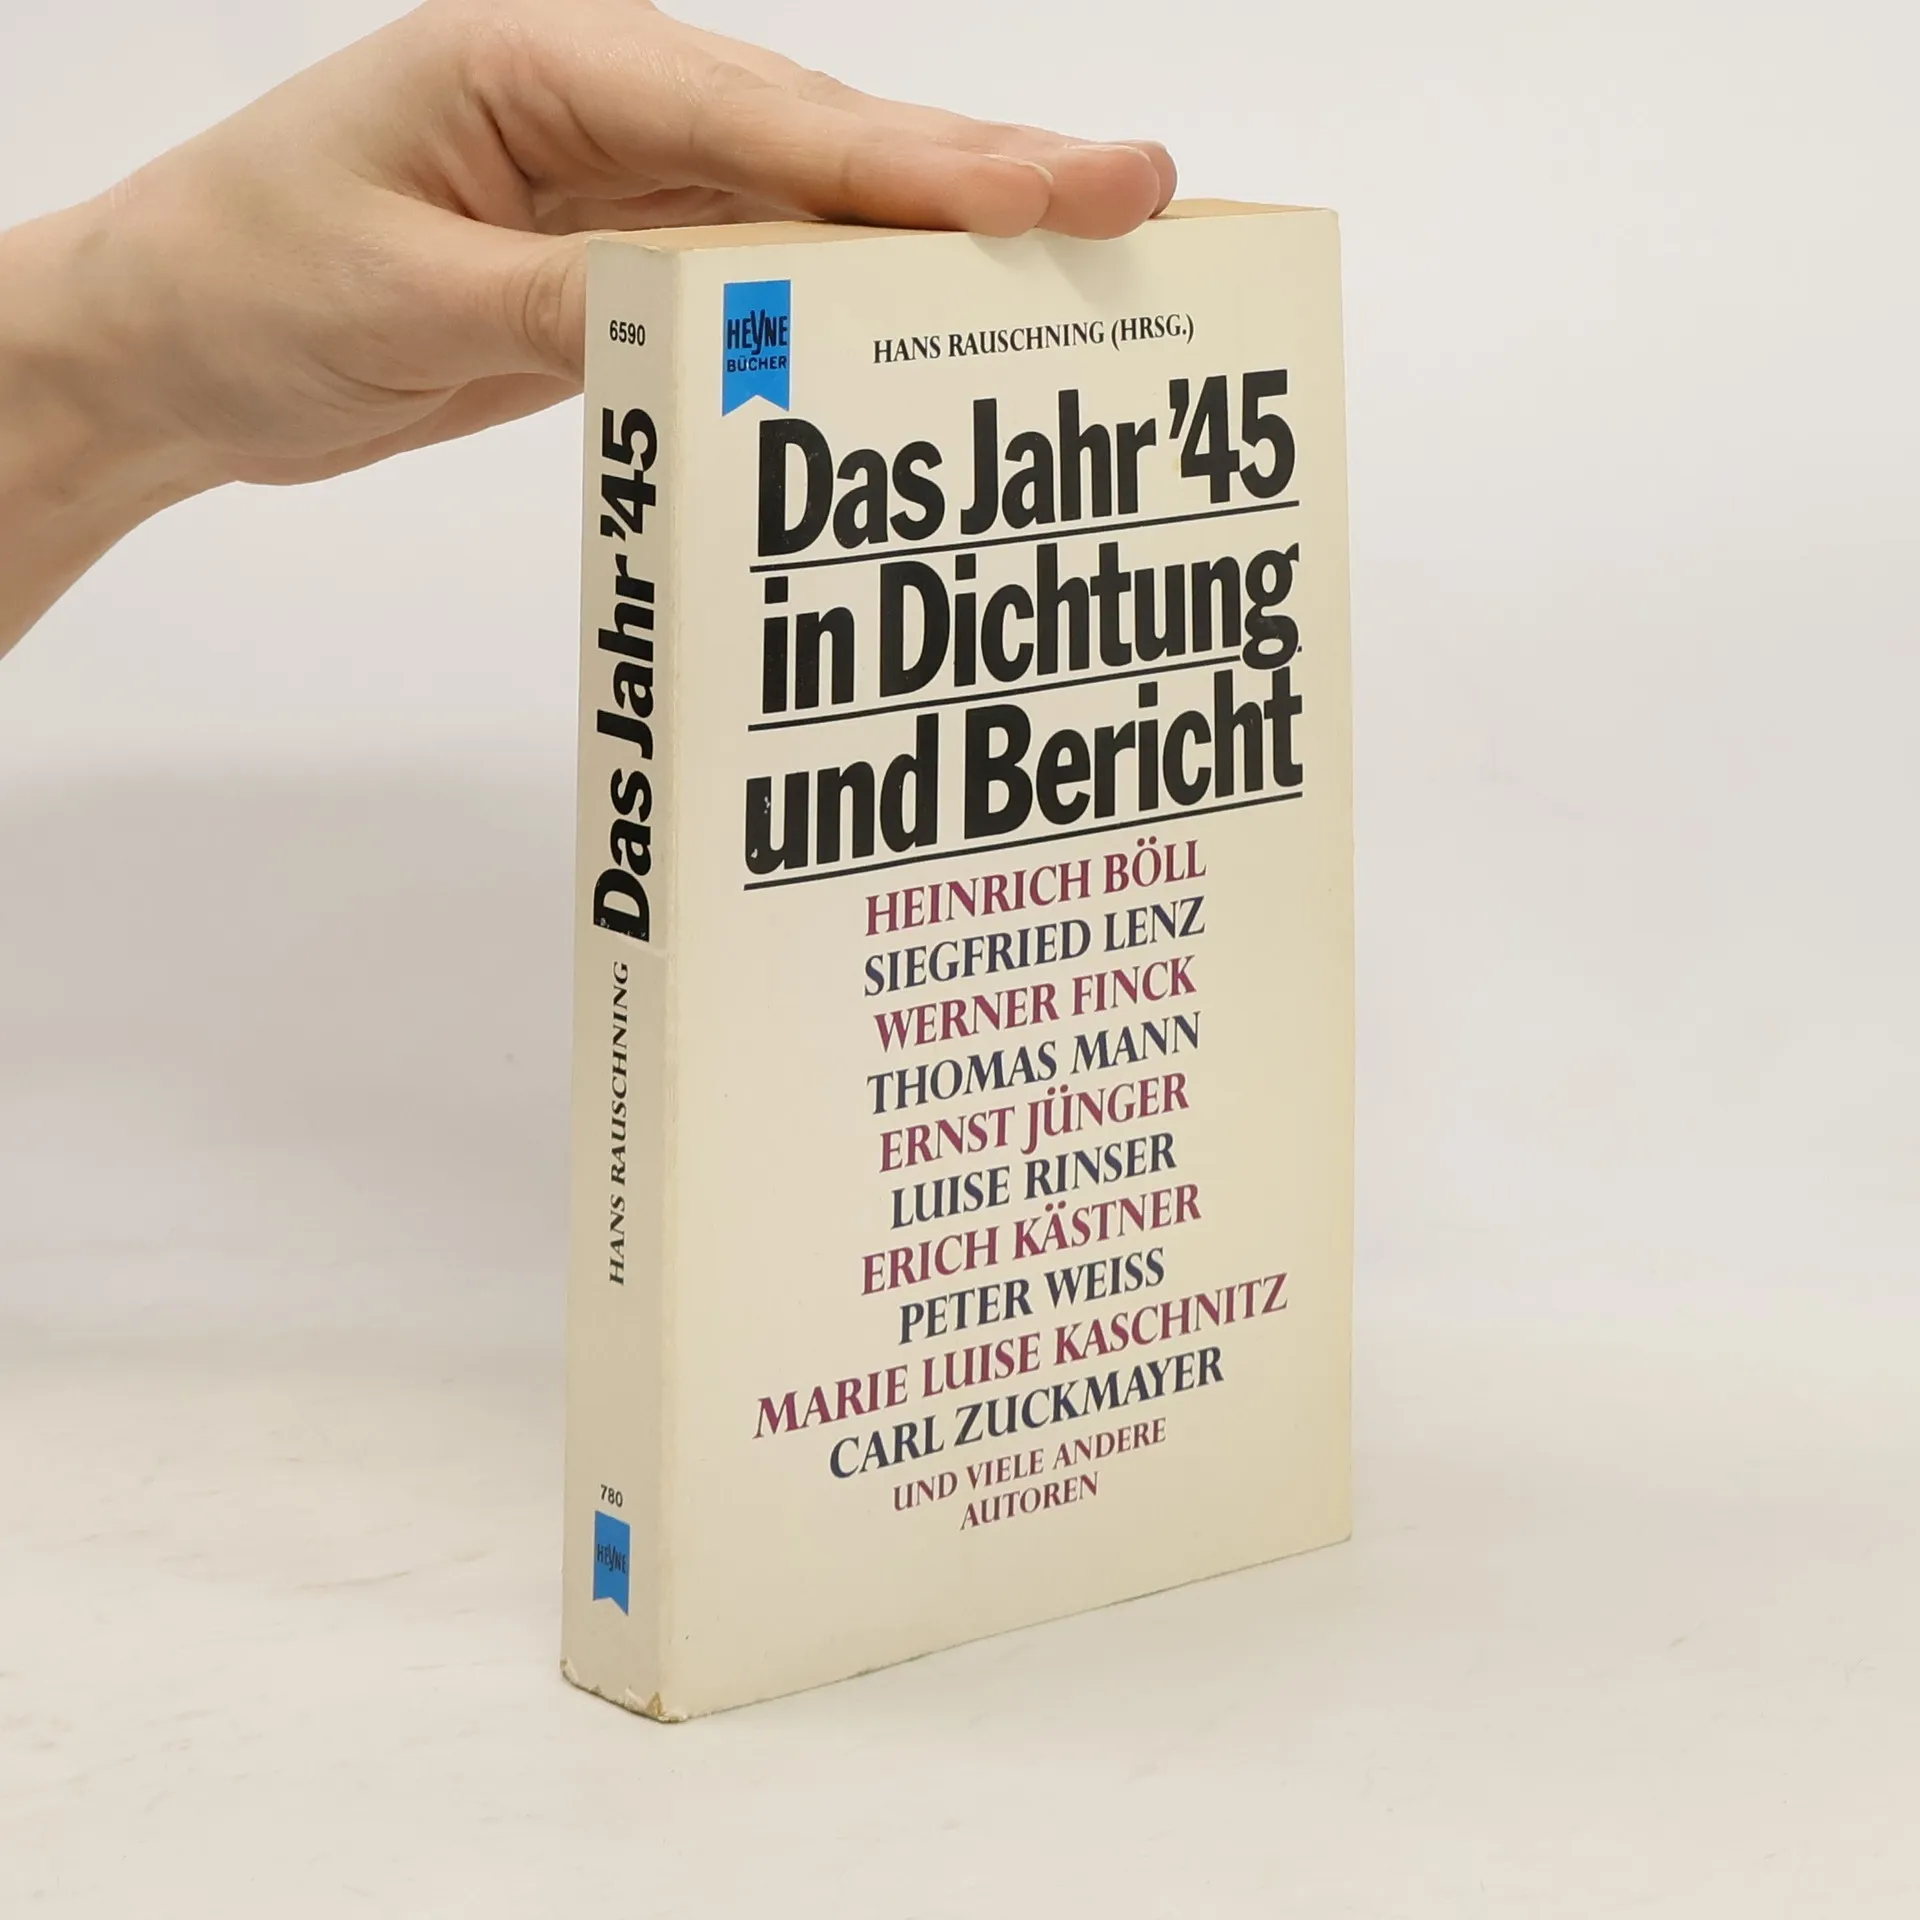 6590
Das Jahr '45
HANS RAUSCHNING
780
HEYNE
HEYNE
BÜCHER
HANS RAUSCHNING (HRSG.)
Das Jahr '45
in Dichtung
und Bericht
HEINRICH BÖLL
SIEGFRIED LENZ
WERNER FINCK
THOMAS MANN
ERNST JÜNGER
LUISE RINSER
ERICH KÄSTNER
PETER WEISS
MARIE LUISE KASCHNITZ
CARL ZUCKMAYER
UND VIELE ANDERE
AUTOREN